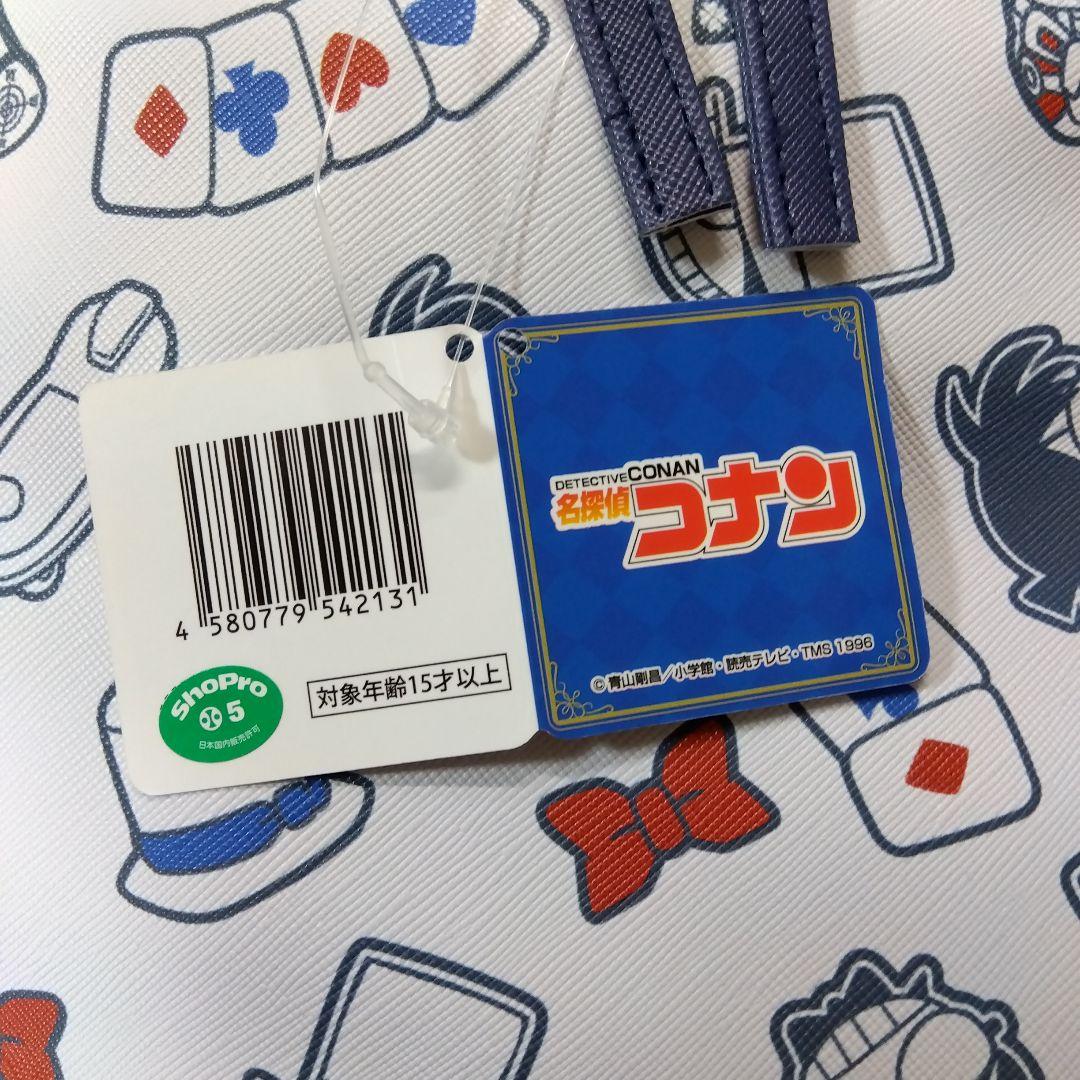 4 580779 542131
ShoPro
5
日本国内販売許可
対象年齢15才以上
DETECTIVE CONAN
名探偵コナン
©青山剛昌／小学館・読売テレビ・TMS 1996